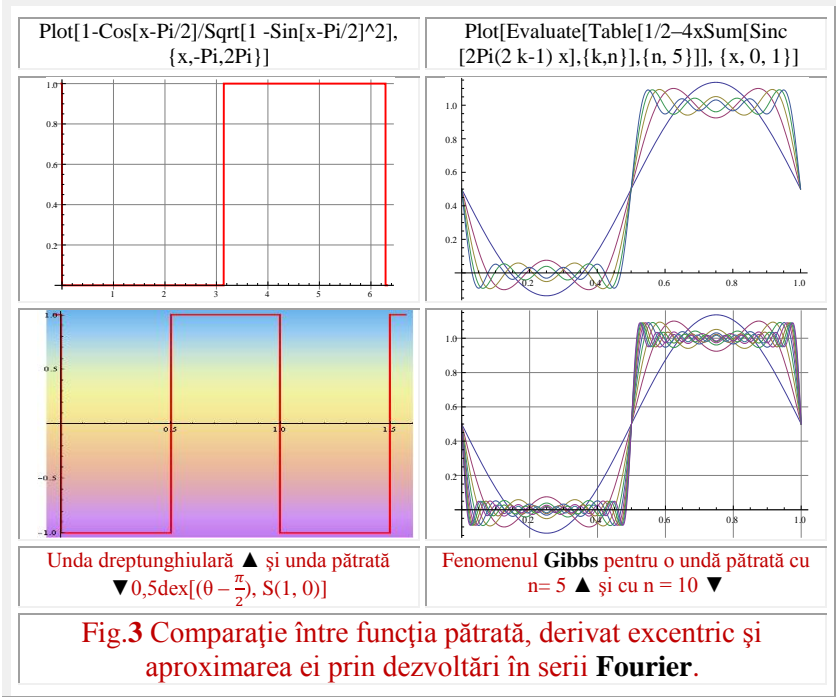 Plot[1-Cos[x-Pi/2]/Sqrt[1 -Sin[x-Pi/2]^2],
{x,-Pi,2Pi}]
Plot[Evaluate[Table[1/2–4xSum[Sinc
[2Pi(2 k-1) x],{k,n}],{n, 5}]], {x, 0, 1}]
1.0
0.8
0.6
0.4
0.2
1 2 3 4 5 6
1.0
0.8
0.6
0.4
0.2
0.2 0.4 0.6 0.8 1.0
1.0
0.5
0.5 1.0 1.5
-0.5
-1.0
1.0
0.8
0.6
0.4
0.2
0.2 0.4 0.6 0.8 1.0
Unda dreptunghiulară ▲ şi unda pătrată
▼0,5dex[(θ – π/2), S(1, 0)]
Fenomenul Gibbs pentru o undă pătrată cu
n= 5 ▲ şi cu n = 10 ▼
Fig.3 Comparaţie între funcţia pătrată, derivat excentric şi
aproximarea ei prin dezvoltări în serii Fourier.